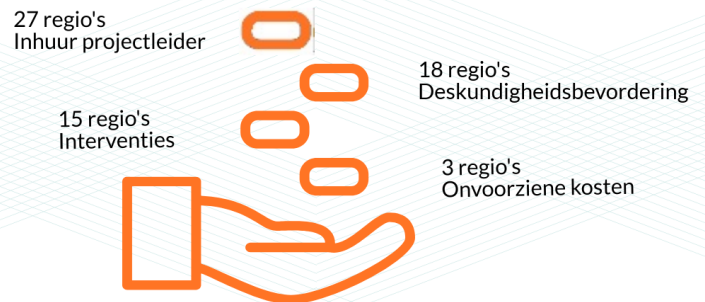 27 regio's
Inhuur projectleider
18 regio's
Deskundigheidsbevordering
15 regio's
Interventies
3 regio's
Onvoorziene kosten